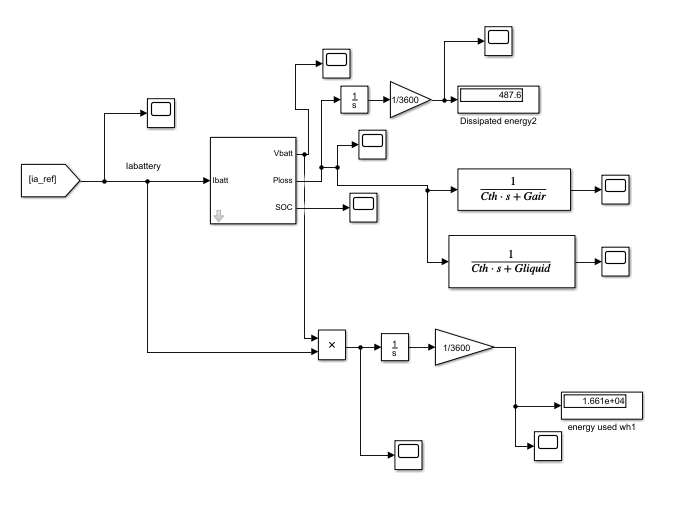 1
s
1/3600
487.6
Dissipated energy2
Iabattery
[ia_ref]
Ibatt
Vbatt
Ploss
SOC
1
Cth · s + Gair
1
Cth · s + Gliquid
×
1
s
1/3600
1.661e+04
energy used wh1